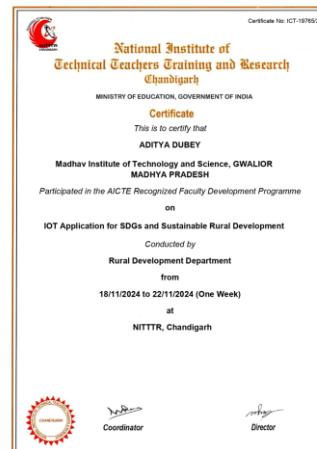 Certificate No: ICT-19765/
National Institute of
Technical Teachers Training and Research
Chandigarh
MINISTRY OF EDUCATION, GOVERNMENT OF INDIA
Certificate
This is to certify that
ADITYA DUBEY
Madhav Institute of Technology and Science, GWALIOR
MADHYA PRADESH
Participated in the AICTE Recognized Faculty Development Programme
on
IOT Application for SDGs and Sustainable Rural Development
Conducted by
Rural Development Department
from
18/11/2024 to 22/11/2024 (One Week)
at
NITTTR, Chandigarh
Coordinator
Director